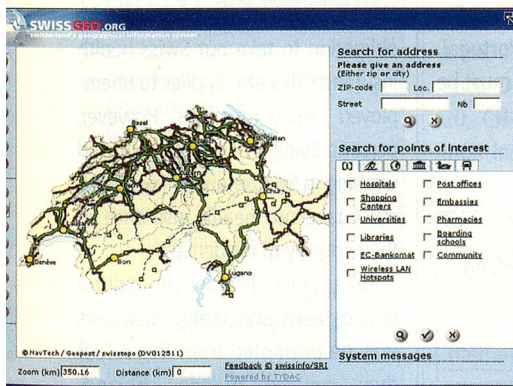 SWISSGEO.ORG
switzerland's geographical information system
Search for address
Please give an address
(Either zip or city)
ZIP-code Loc.
Street Nb
Search for points of interest
Hospitals Post offices
Shopping Centers Embassies
Universities Pharmacies
Libraries Boarding schools
EC-Bankomat Community
Wireless LAN Hotspots
System messages
Basel
Chur
Lausanne
Genève
Sion
Lugano
© NavTech / Geopost / swisstopo (DV012511)
Zoom (km) 350.16 Distance (km) 0
Feedback © swissinfo/SRI
Powered by TYDAC